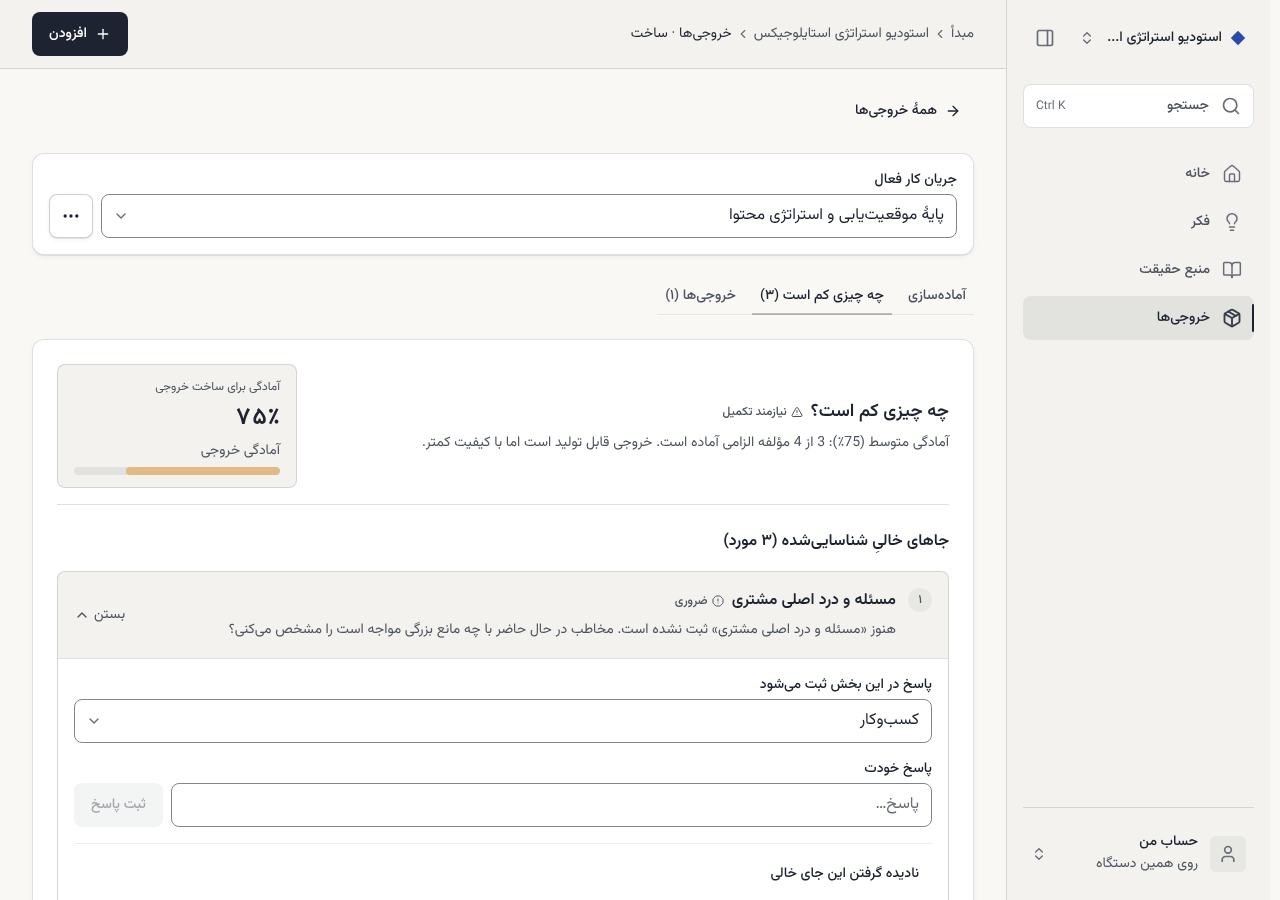 استودیو استراتژی ا...
جستجو
Ctrl K
خانه
فکر
منبع حقیقت
خروجی‌ها
حساب من
روی همین دستگاه
مبدأ › استودیو استراتژی استایلوجیکس › خروجی‌ها · ساخت
افزودن
همهٔ خروجی‌ها
جریان کار فعال
پایهٔ موقعیت‌یابی و استراتژی محتوا
آماده‌سازی
چه چیزی کم است (۳)
خروجی‌ها (۱)
چه چیزی کم است؟
نیازمند تکمیل
آمادگی متوسط (75٪): 3 از 4 مؤلفه الزامی آماده است. خروجی قابل تولید است اما با کیفیت کمتر.
آمادگی برای ساخت خروجی
۷۵٪
آمادگی خروجی
جاهای خالیِ شناسایی‌شده (۳ مورد)
۱
مسئله و درد اصلی مشتری
ضروری
هنوز «مسئله و درد اصلی مشتری» ثبت نشده است. مخاطب در حال حاضر با چه مانع بزرگی مواجه است را مشخص می‌کنی؟
بستن
پاسخ در این بخش ثبت می‌شود
کسب‌وکار
پاسخ خودت
پاسخ...
ثبت پاسخ
نادیده گرفتن این جای خالی